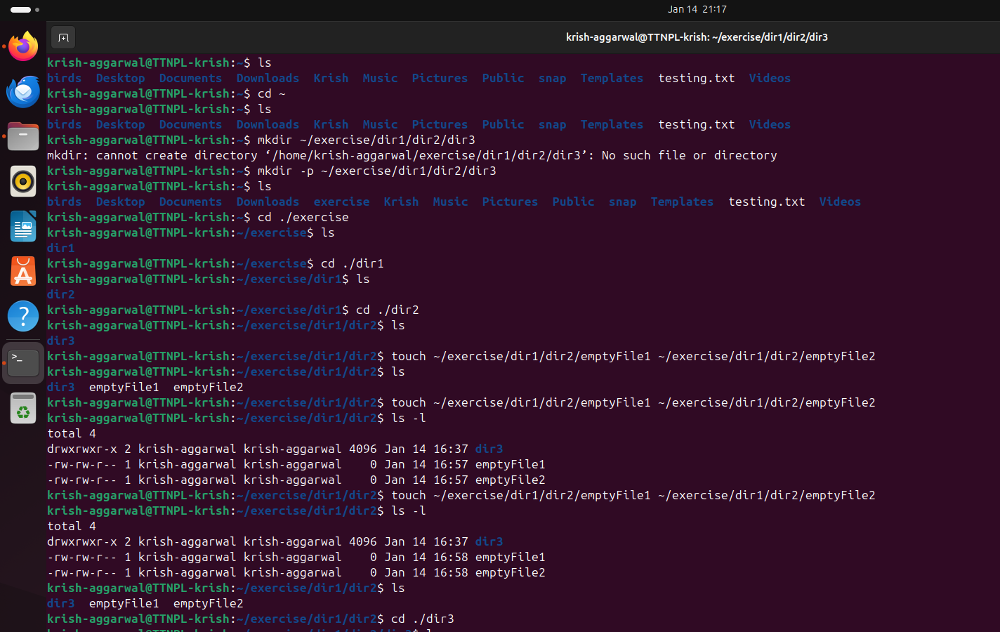 Jan 14 21:17
krish-aggarwal@TTNPL-krish: ~/exercise/dir1/dir2/dir3
krish-aggarwal@TTNPL-krish:~$ ls
birds Desktop Documents Downloads Krish Music Pictures Public snap Templates testing.txt Videos
krish-aggarwal@TTNPL-krish:~$ cd ~
krish-aggarwal@TTNPL-krish:~$ ls
birds Desktop Documents Downloads Krish Music Pictures Public snap Templates testing.txt Videos
krish-aggarwal@TTNPL-krish:~$ mkdir ~/exercise/dir1/dir2/dir3
mkdir: cannot create directory ‘/home/krish-aggarwal/exercise/dir1/dir2/dir3’: No such file or directory
krish-aggarwal@TTNPL-krish:~$ mkdir -p ~/exercise/dir1/dir2/dir3
krish-aggarwal@TTNPL-krish:~$ ls
birds Desktop Documents Downloads exercise Krish Music Pictures Public snap Templates testing.txt Videos
krish-aggarwal@TTNPL-krish:~$ cd ./exercise
krish-aggarwal@TTNPL-krish:~/exercise$ ls
dir1
krish-aggarwal@TTNPL-krish:~/exercise$ cd ./dir1
krish-aggarwal@TTNPL-krish:~/exercise/dir1$ ls
dir2
krish-aggarwal@TTNPL-krish:~/exercise/dir1$ cd ./dir2
krish-aggarwal@TTNPL-krish:~/exercise/dir1/dir2$ ls
dir3
krish-aggarwal@TTNPL-krish:~/exercise/dir1/dir2$ touch ~/exercise/dir1/dir2/emptyFile1 ~/exercise/dir1/dir2/emptyFile2
krish-aggarwal@TTNPL-krish:~/exercise/dir1/dir2$ ls
dir3 emptyFile1 emptyFile2
krish-aggarwal@TTNPL-krish:~/exercise/dir1/dir2$ touch ~/exercise/dir1/dir2/emptyFile1 ~/exercise/dir1/dir2/emptyFile2
krish-aggarwal@TTNPL-krish:~/exercise/dir1/dir2$ ls -l
total 4
drwxrwxr-x 2 krish-aggarwal krish-aggarwal 4096 Jan 14 16:37 dir3
-rw-rw-r-- 1 krish-aggarwal krish-aggarwal 0 Jan 14 16:57 emptyFile1
-rw-rw-r-- 1 krish-aggarwal krish-aggarwal 0 Jan 14 16:57 emptyFile2
krish-aggarwal@TTNPL-krish:~/exercise/dir1/dir2$ touch ~/exercise/dir1/dir2/emptyFile1 ~/exercise/dir1/dir2/emptyFile2
krish-aggarwal@TTNPL-krish:~/exercise/dir1/dir2$ ls -l
total 4
drwxrwxr-x 2 krish-aggarwal krish-aggarwal 4096 Jan 14 16:37 dir3
-rw-rw-r-- 1 krish-aggarwal krish-aggarwal 0 Jan 14 16:58 emptyFile1
-rw-rw-r-- 1 krish-aggarwal krish-aggarwal 0 Jan 14 16:58 emptyFile2
krish-aggarwal@TTNPL-krish:~/exercise/dir1/dir2$ ls
dir3 emptyFile1 emptyFile2
krish-aggarwal@TTNPL-krish:~/exercise/dir1/dir2$ cd ./dir3